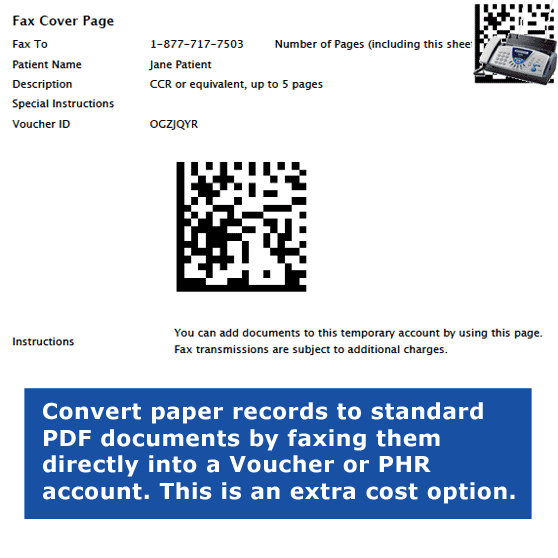 Fax Cover Page
Fax To 1-877-717-7503 Number of Pages (including this sheet
Patient Name Jane Patient
Description CCR or equivalent, up to 5 pages
Special Instructions
Voucher ID OGZJQYR
Instructions
You can add documents to this temporary account by using this page.
Fax transmissions are subject to additional charges.
Convert paper records to standard
PDF documents by faxing them
directly into a Voucher or PHR
account. This is an extra cost option.